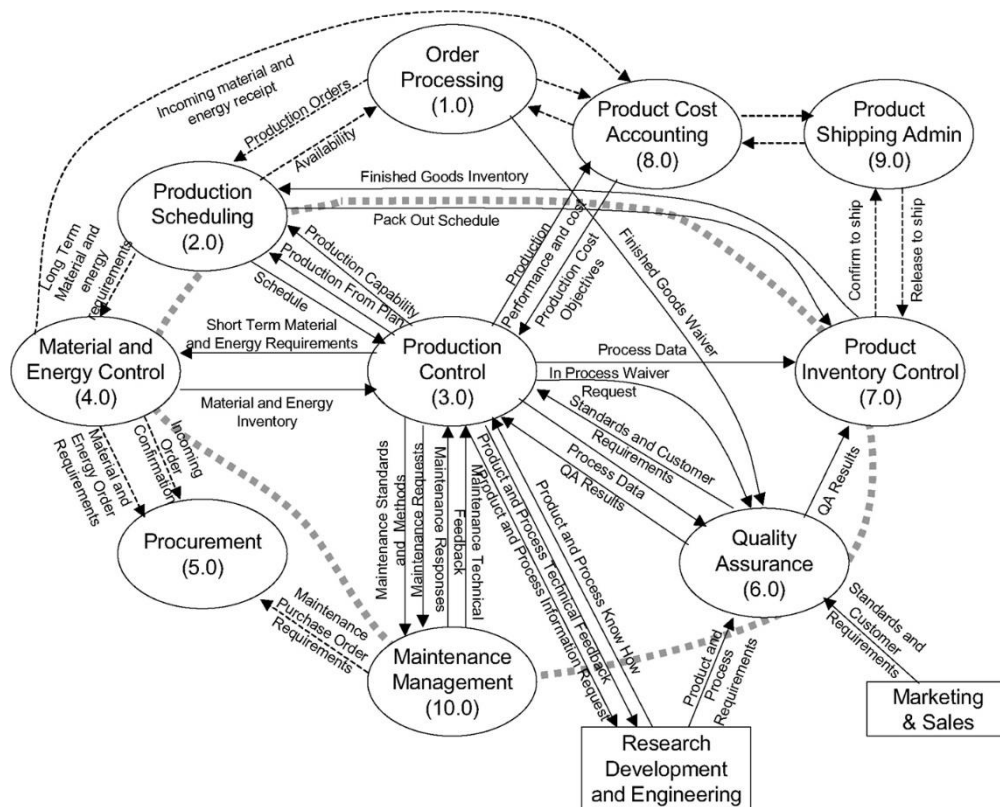 Order
Processing
(1.0)
Incoming material and
energy receipt
Production Orders
Availability
Product Cost
Accounting
(8.0)
Product
Shipping Admin
(9.0)
Production
Scheduling
(2.0)
Finished Goods Inventory
Pack Out Schedule
Long Term
Material and
energy
requirements
Production Capability
Production From Plan
Schedule
Production
Performance and cost
Production Cost
Objectives
Finished Goods Waiver
Confirm to ship
Release to ship
Material and
Energy Control
(4.0)
Short Term Material
and Energy Requirements
Material and Energy
Inventory
Production
Control
(3.0)
Process Data
In Process Waiver
Request
Product
Inventory Control
(7.0)
Standards and Customer
Requirements
Process Data
QA Results
QA Results
Material and
Energy Order
Requirements
Incoming
Order
Confirmation
Procurement
(5.0)
Maintenance Standards
and Methods
Maintenance Requests
Maintenance Responses
Maintenance Technical
Feedback
Product and Process Know How
Product and Process Technical Feedback
Product and Process Information Request
Quality
Assurance
(6.0)
Maintenance
Purchase Order
Requirements
Maintenance
Management
(10.0)
Product and
Process
Requirements
Standards and
Customer
Requirements
Marketing
& Sales
Research
Development
and Engineering